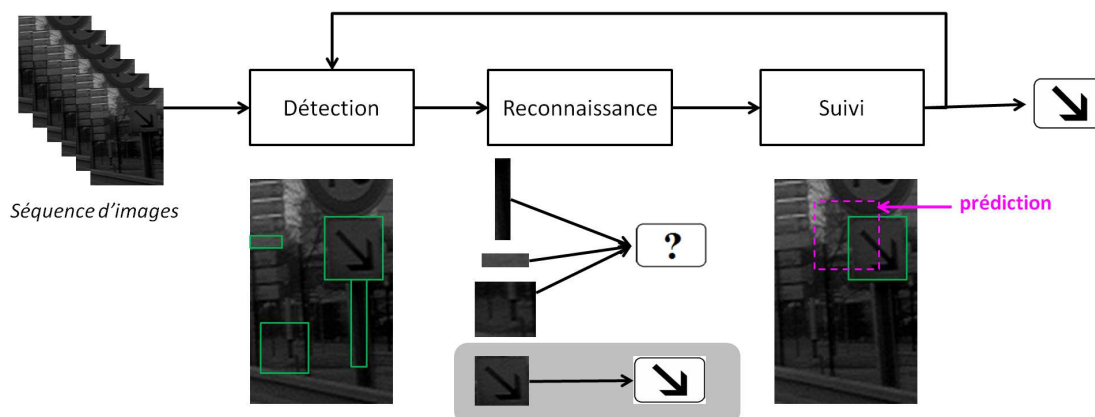 Détection
Reconnaissance
Suivi
Séquence d'images
prédiction
?